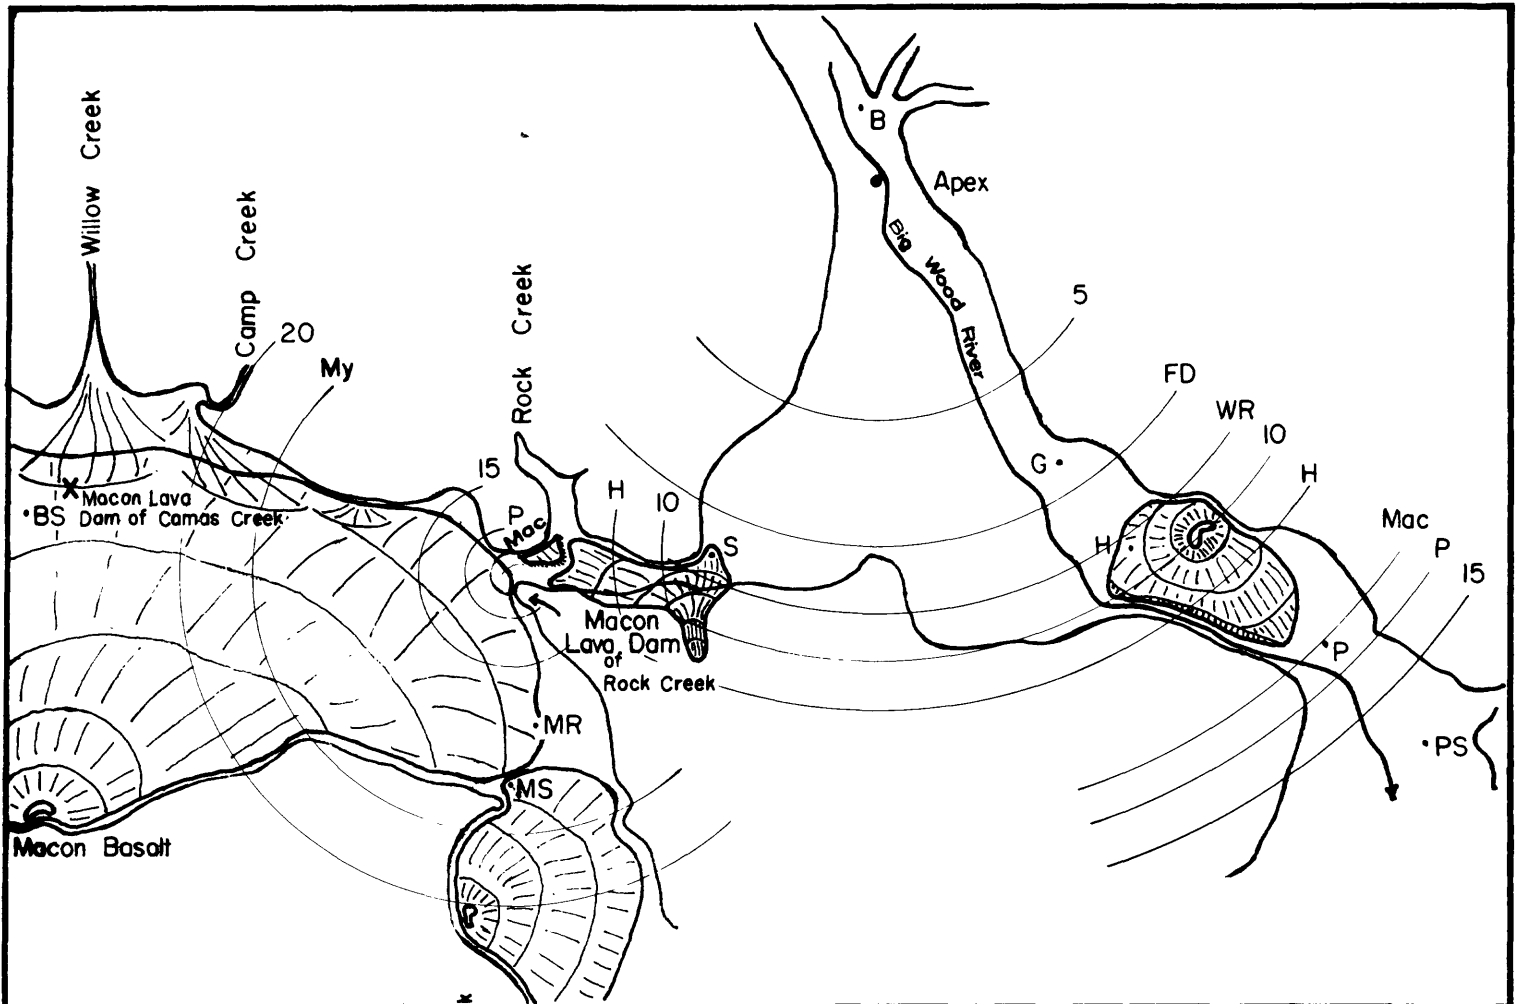 Willow Creek
Camp Creek
20
My
Rock Creek
15
P
Mac
H
10
S
B
Apex
Big Wood River
5
FD
WR
10
H
G
H
Mac
P
15
P
PS
X
Macon Lava
Dam of Camas Creek
BS
Macon
Lava Dam
of
Rock Creek
MR
MS
Macon Basalt
k